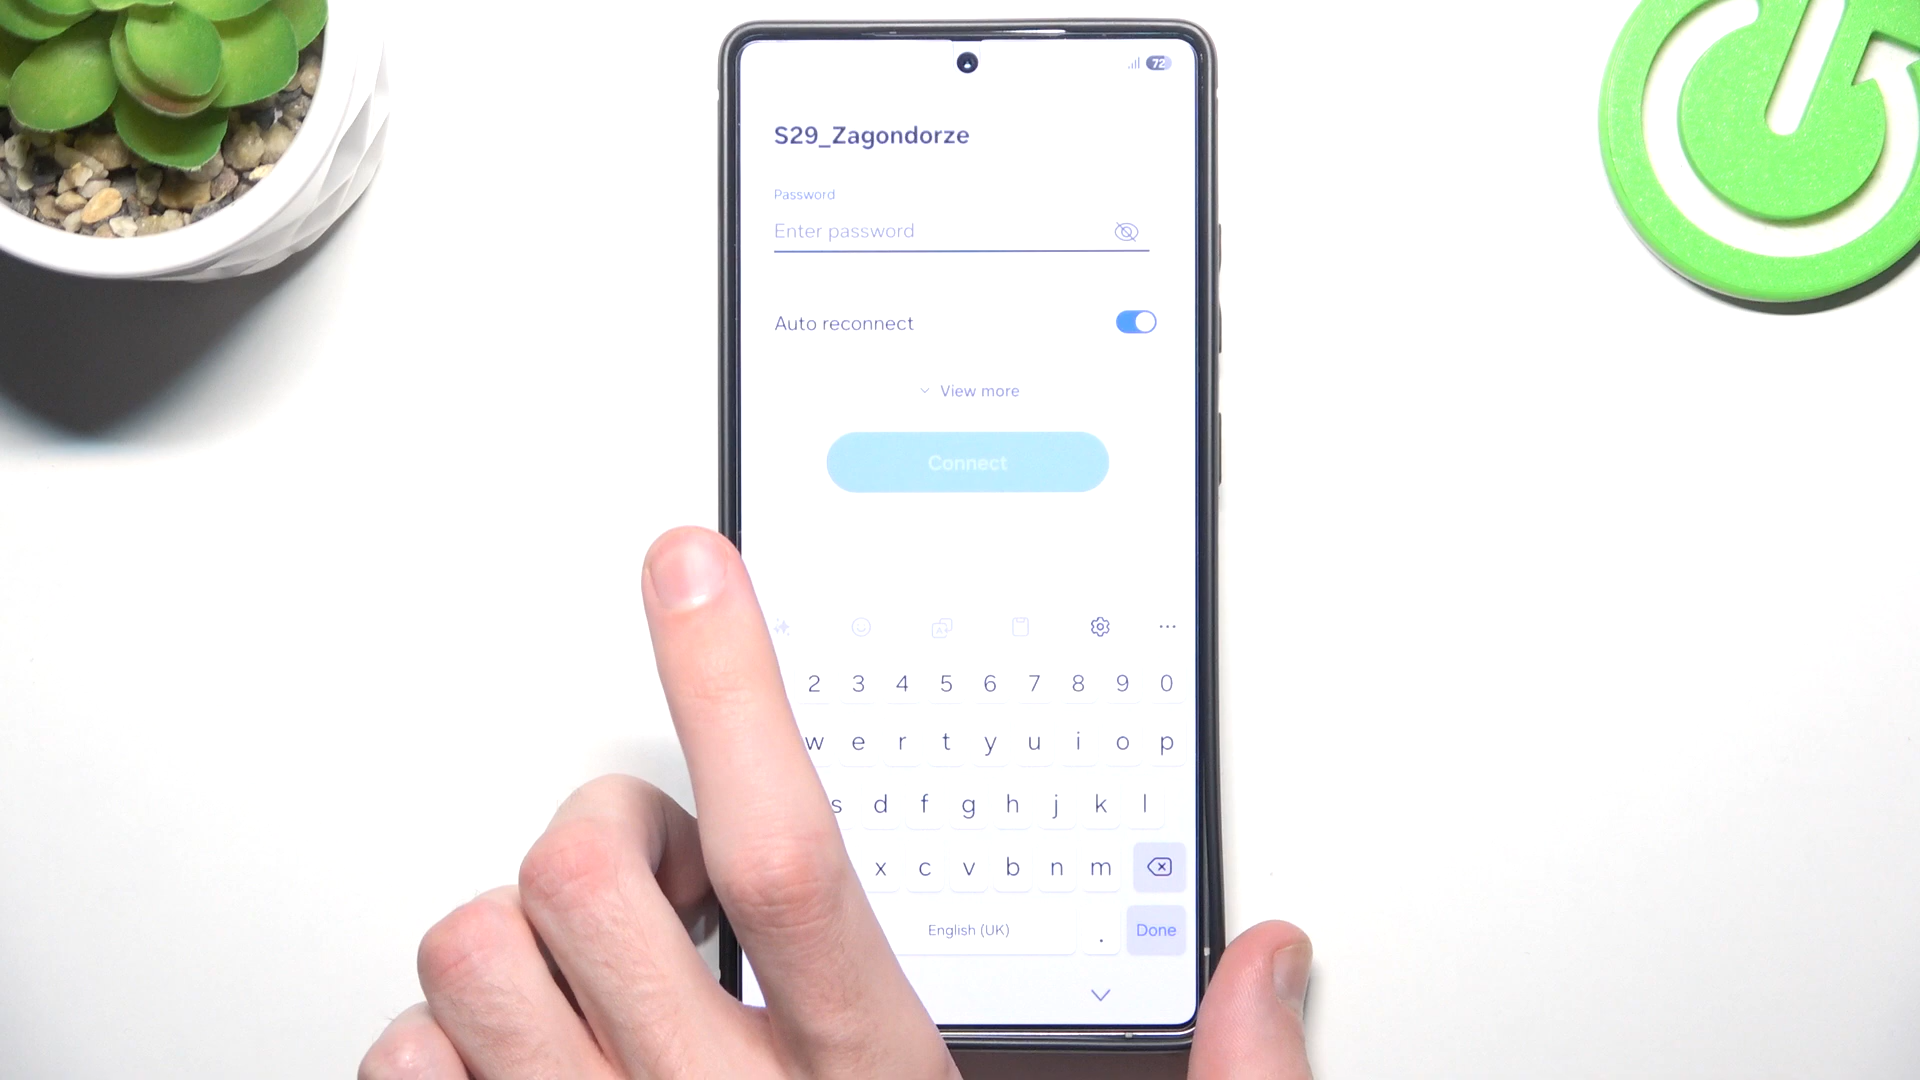 72
S29_Zagondorze
Password
Enter password
Auto reconnect
View more
Connect
2 3 4 5 6 7 8 9 0
w e r t y u i o p
s d f g h j k l
x c v b n m
English (UK) . Done